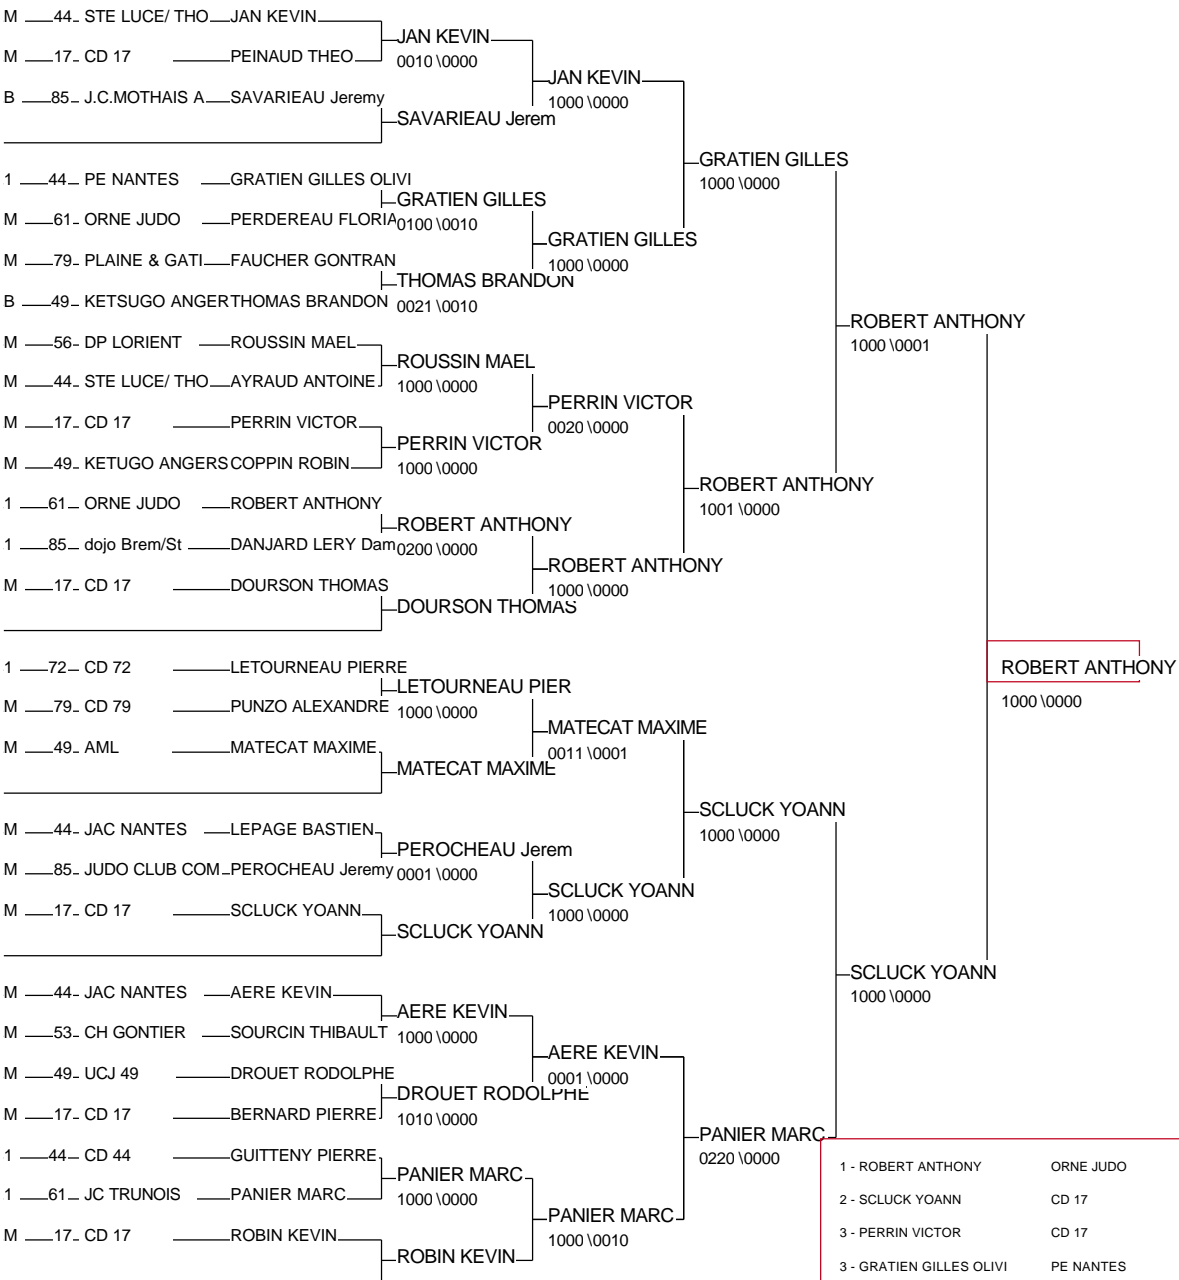 M 44 STE LUCE/ THO JAN KEVIN
JAN KEVIN
0010 \0000
M 17 CD 17 PEINAUD THEO
JAN KEVIN
1000 \0000
B 85 J.C.MOTHAIS A SAVARIEAU Jeremy
SAVARIEAU Jerem
GRATIEN GILLES
1000 \0000
1 44 PE NANTES GRATIEN GILLES OLIVI
GRATIEN GILLES
0100 \0010
M 61 ORNE JUDO PERDEREAU FLORIA
GRATIEN GILLES
1000 \0000
M 79 PLAINE & GATI FAUCHER GONTRAN
THOMAS BRANDON
0021 \0010
B 49 KETSUGO ANGER THOMAS BRANDON
ROBERT ANTHONY
1000 \0001
M 56 DP LORIENT ROUSSIN MAEL
ROUSSIN MAEL
1000 \0000
M 44 STE LUCE/ THO AYRAUD ANTOINE
PERRIN VICTOR
0020 \0000
M 17 CD 17 PERRIN VICTOR
PERRIN VICTOR
1000 \0000
M 49 KETUGO ANGERS COPPIN ROBIN
ROBERT ANTHONY
1001 \0000
1 61 ORNE JUDO ROBERT ANTHONY
ROBERT ANTHONY
0200 \0000
1 85 dojo Brem/St DANJARD LERY Dam
ROBERT ANTHONY
1000 \0000
M 17 CD 17 DOURSON THOMAS
DOURSON THOMAS
ROBERT ANTHONY
1000 \0000
1 72 CD 72 LETOURNEAU PIERRE
LETOURNEAU PIER
1000 \0000
M 79 CD 79 PUNZO ALEXANDRE
MATECAT MAXIME
0011 \0001
M 49 AML MATECAT MAXIME
MATECAT MAXIME
SCLUCK YOANN
1000 \0000
M 44 JAC NANTES LEPAGE BASTIEN
PEROCHEAU Jerem
0001 \0000
M 85 JUDO CLUB COM PEROCHEAU Jeremy
SCLUCK YOANN
1000 \0000
M 17 CD 17 SCLUCK YOANN
SCLUCK YOANN
SCLUCK YOANN
1000 \0000
M 44 JAC NANTES AERE KEVIN
AERE KEVIN
1000 \0000
M 53 CH GONTIER SOURCIN THIBAULT
AERE KEVIN
0001 \0000
M 49 UCJ 49 DROUET RODOLPHE
DROUET RODOLPHE
1010 \0000
M 17 CD 17 BERNARD PIERRE
PANIER MARC
0220 \0000
1 44 CD 44 GUITTENY PIERRE
PANIER MARC
1000 \0000
1 61 JC TRUNOIS PANIER MARC
PANIER MARC
1000 \0010
M 17 CD 17 ROBIN KEVIN
ROBIN KEVIN
1 - ROBERT ANTHONY ORNE JUDO
2 - SCLUCK YOANN CD 17
3 - PERRIN VICTOR CD 17
3 - GRATIEN GILLES OLIVI PE NANTES